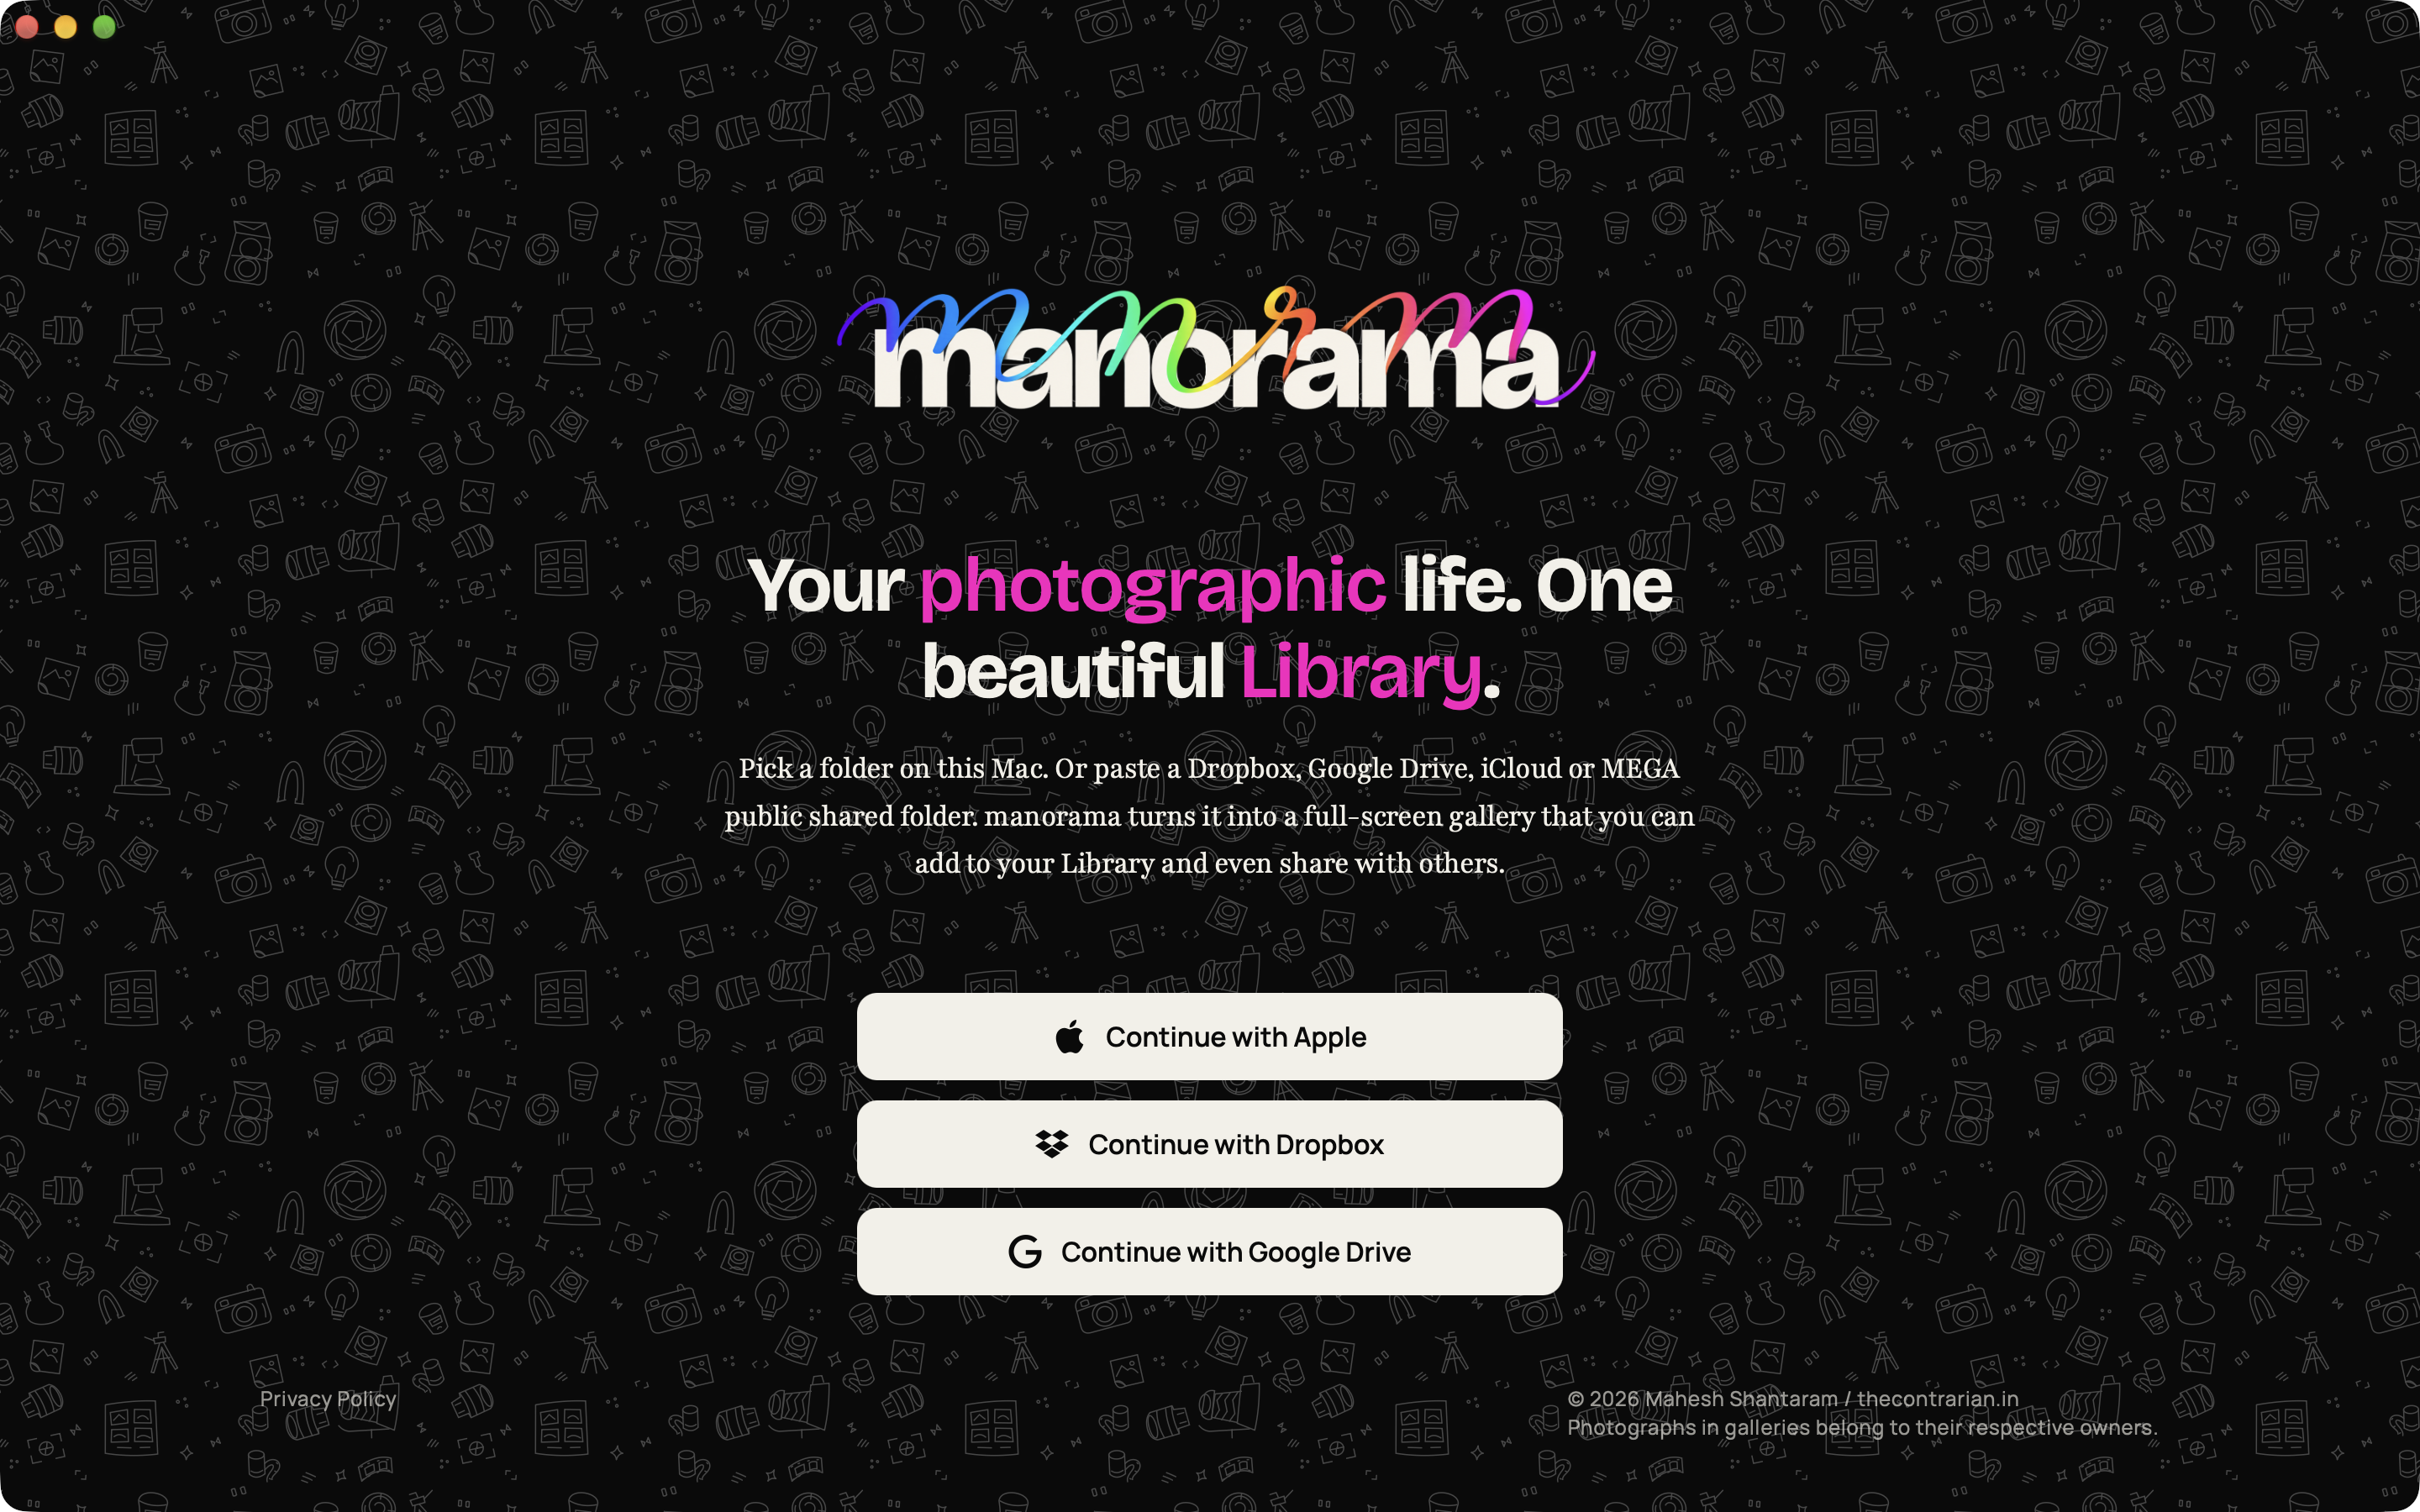 manorama
Your photographic life. One
beautiful Library.
Pick a folder on this Mac. Or paste a Dropbox, Google Drive, iCloud or MEGA
public shared folder. manorama turns it into a full-screen gallery that you can
add to your Library and even share with others.
Continue with Apple
Continue with Dropbox
Continue with Google Drive
Privacy Policy
© 2026 Mahesh Shantaram / thecontrarian.in
Photographs in galleries belong to their respective owners.